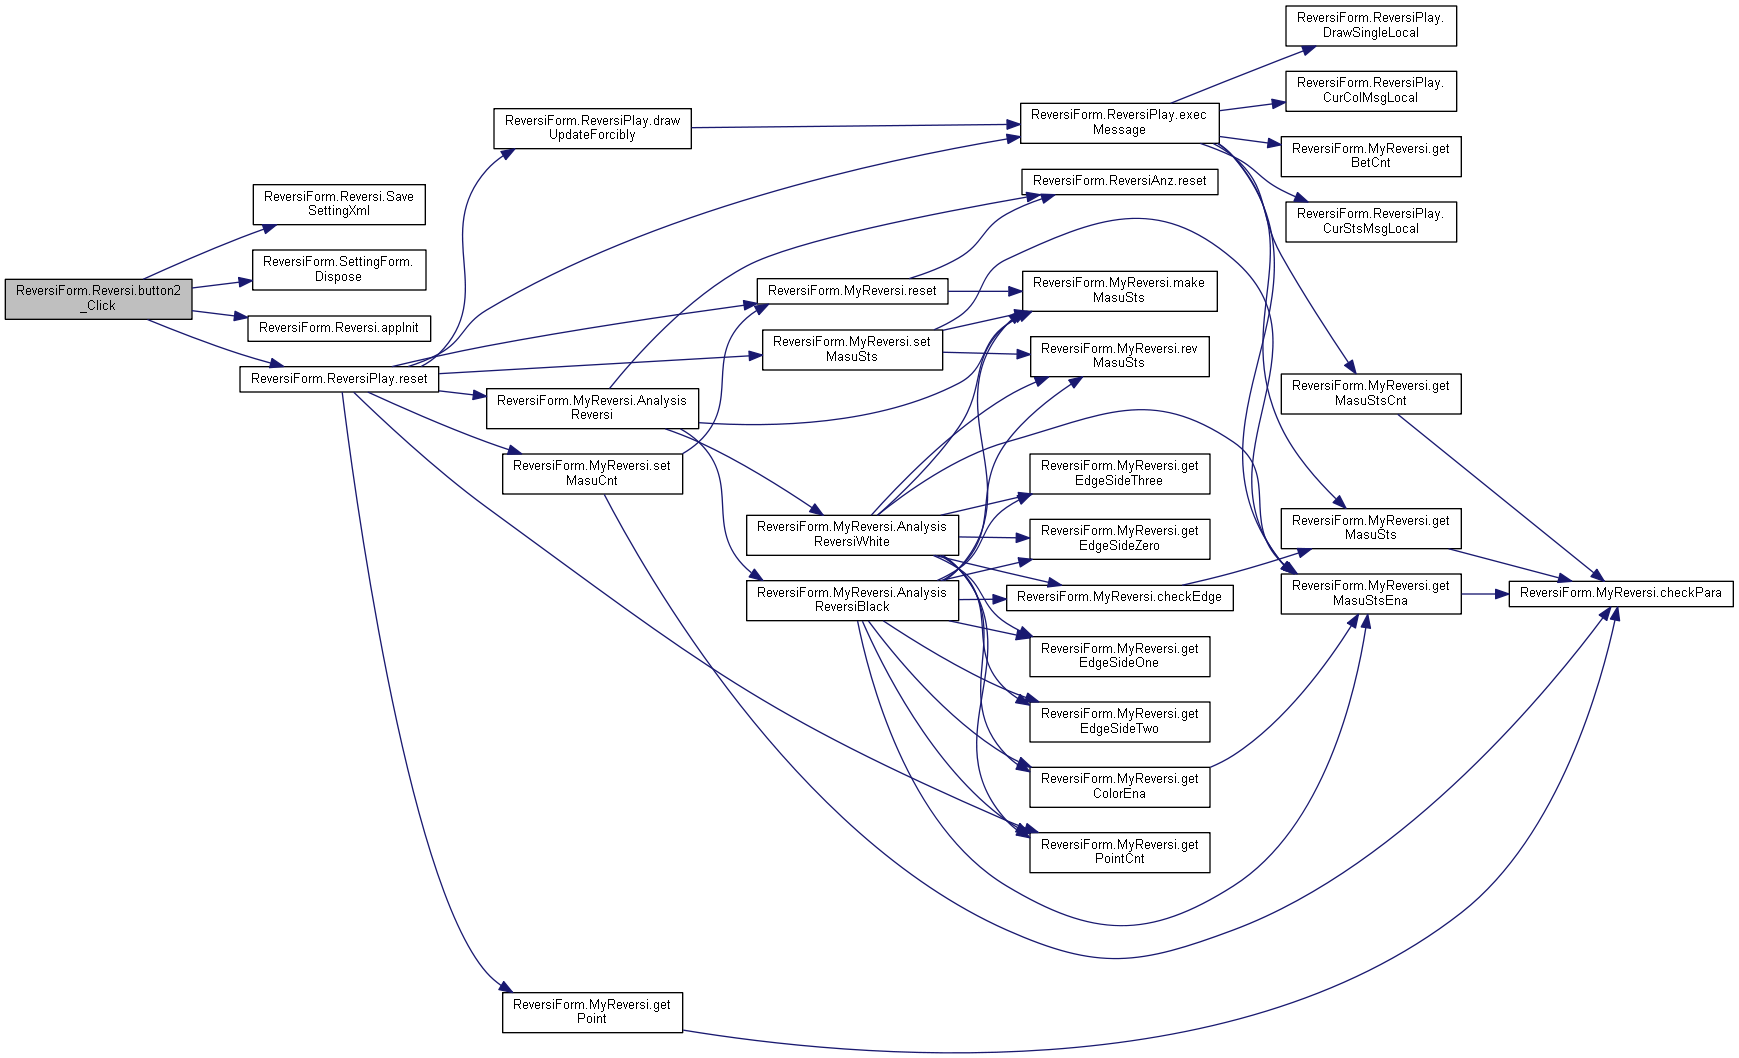 ReversiForm.Reversi.button2
_Click
ReversiForm.Reversi.Save
SettingXml
ReversiForm.SettingForm.
Dispose
ReversiForm.Reversi.appInit
ReversiForm.ReversiPlay.reset
ReversiForm.ReversiPlay.draw
UpdateForcibly
ReversiForm.MyReversi.Analysis
Reversi
ReversiForm.MyReversi.set
MasuCnt
ReversiForm.MyReversi.get
Point
ReversiForm.MyReversi.reset
ReversiForm.MyReversi.set
MasuSts
ReversiForm.MyReversi.Analysis
ReversiWhite
ReversiForm.MyReversi.Analysis
ReversiBlack
ReversiForm.ReversiPlay.exec
Message
ReversiForm.ReversiAnz.reset
ReversiForm.MyReversi.make
MasuSts
ReversiForm.MyReversi.rev
MasuSts
ReversiForm.MyReversi.get
EdgeSideThree
ReversiForm.MyReversi.get
EdgeSideZero
ReversiForm.MyReversi.checkEdge
ReversiForm.MyReversi.get
EdgeSideOne
ReversiForm.MyReversi.get
EdgeSideTwo
ReversiForm.MyReversi.get
ColorEna
ReversiForm.MyReversi.get
PointCnt
ReversiForm.ReversiPlay.
DrawSingleLocal
ReversiForm.ReversiPlay.
CurColMsgLocal
ReversiForm.MyReversi.get
BetCnt
ReversiForm.ReversiPlay.
CurStsMsgLocal
ReversiForm.MyReversi.get
MasuStsCnt
ReversiForm.MyReversi.get
MasuSts
ReversiForm.MyReversi.get
MasuStsEna
ReversiForm.MyReversi.checkPara